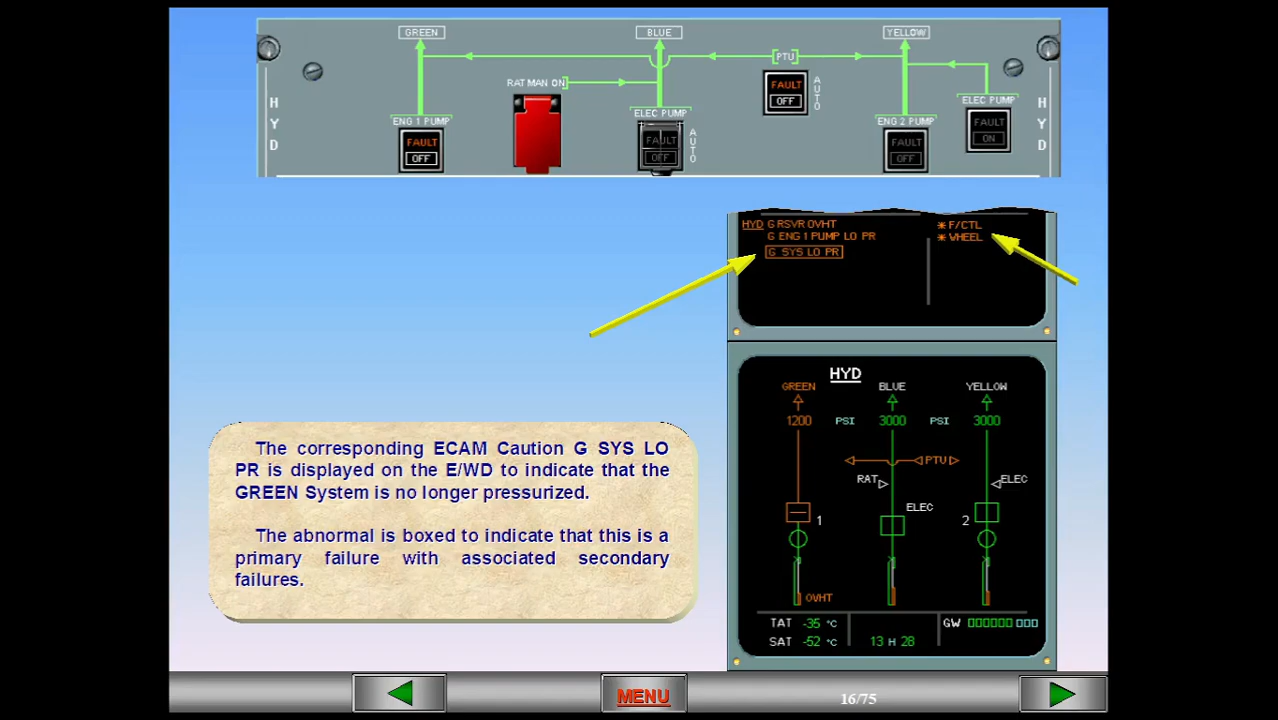 GREEN
BLUE
YELLOW
PTU
RAT MAN ON
FAULT
OFF
AUTO
ENG 1 PUMP
ELEC PUMP
ENG 2 PUMP
ELEC PUMP
HYD
FAULT
OFF
FAULT
OFF
AUTO
FAULT
OFF
FAULT
ON
HYD
HYD G RSVR OVHT
G ENG 1 PUMP LO PR
G SYS LO PR
* F/CTL
* WHEEL
HYD
GREEN BLUE YELLOW
1200 PSI 3000 PSI 3000
PTU
RAT
ELEC
ELEC
1
2
OVHT
TAT -35 °C
SAT -52 °C
13 H 28
GW
The corresponding ECAM Caution G SYS LO
PR is displayed on the E/WD to indicate that the
GREEN System is no longer pressurized.
The abnormal is boxed to indicate that this is a
primary failure with associated secondary
failures.
MENU
16/75